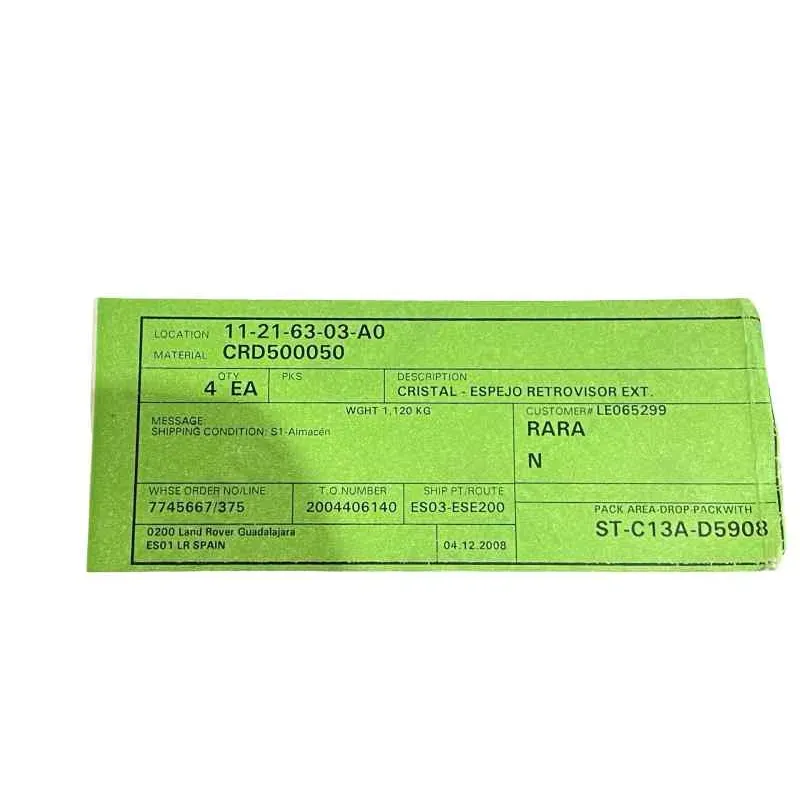 LOCATION 11-21-63-03-A0
MATERIAL CRD500050
QTY PKS DESCRIPTION
4 EA CRISTAL - ESPEJO RETROVISOR EXT.
WGHT 1,120 KG
MESSAGE:
SHIPPING CONDITION: S1-Almacén
CUSTOMER# LE065299
RARA
N
WHSE ORDER NO/LINE T.O.NUMBER SHIP PT/ROUTE
7745667/375 2004406140 ES03-ESE200
PACK AREA-DROP-PACKWITH
ST-C13A-D5908
0200 Land Rover Guadalajara
ES01 LR SPAIN 04.12.2008